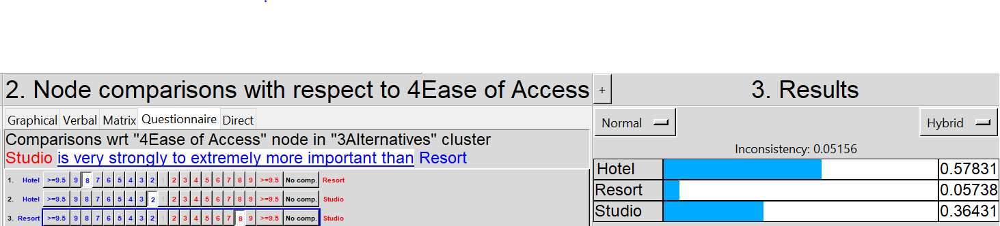 2. Node comparisons with respect to 4Ease of Access
+
3. Results
Graphical Verbal Matrix Questionnaire Direct
Normal
Hybrid
Comparisons wrt "4Ease of Access" node in "3Alternatives" cluster
Studio is very strongly to extremely more important than Resort
Inconsistency: 0.05156
1. Hotel >=9.5 9 8 7 6 5 4 3 2 1 2 3 4 5 6 7 8 9 >=9.5 No comp. Resort
2. Hotel >=9.5 9 8 7 6 5 4 3 2 1 2 3 4 5 6 7 8 9 >=9.5 No comp. Studio
3. Resort >=9.5 9 8 7 6 5 4 3 2 1 2 3 4 5 6 7 8 9 >=9.5 No comp. Studio
Hotel 0.57831
Resort 0.05738
Studio 0.36431